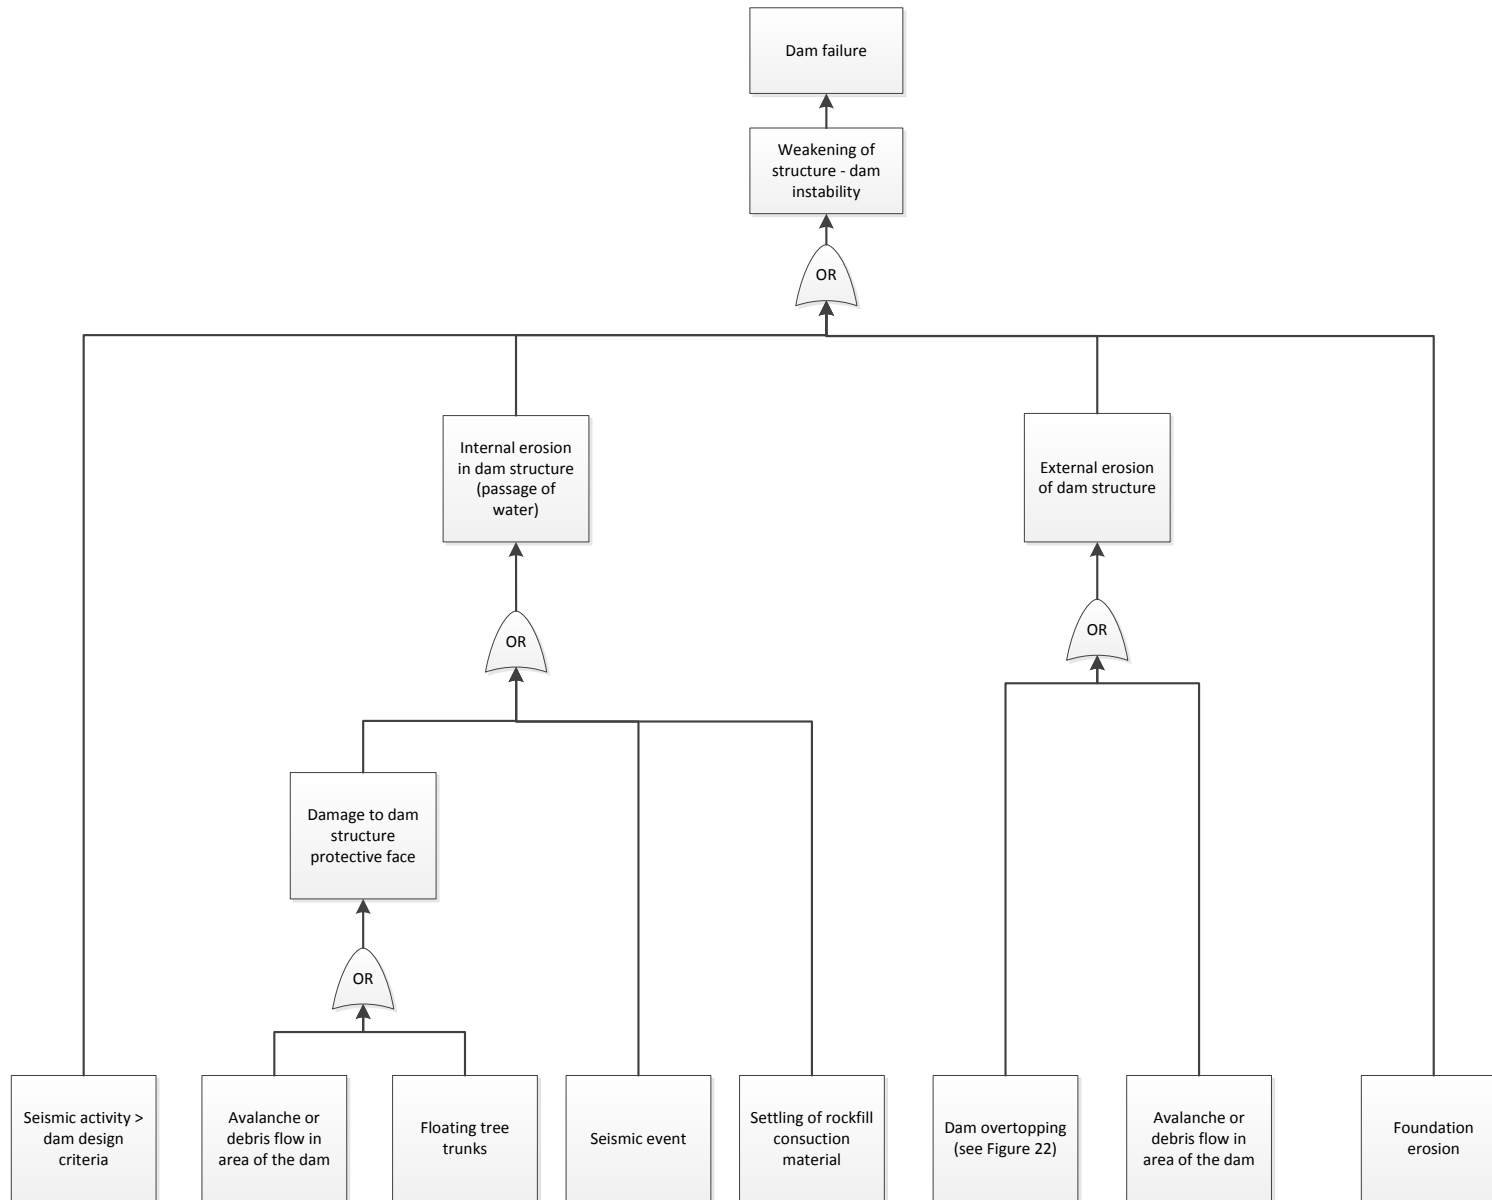 Dam failure
Weakening of
structure - dam
instability
OR
Internal erosion
in dam structure
(passage of
water)
External erosion
of dam structure
OR
OR
Damage to dam
structure
protective face
OR
Seismic activity >
dam design
criteria
Avalanche or
debris flow in
area of the dam
Floating tree
trunks
Seismic event
Settling of rockfill
consuction
material
Dam overtopping
(see Figure 22)
Avalanche or
debris flow in
area of the dam
Foundation
erosion